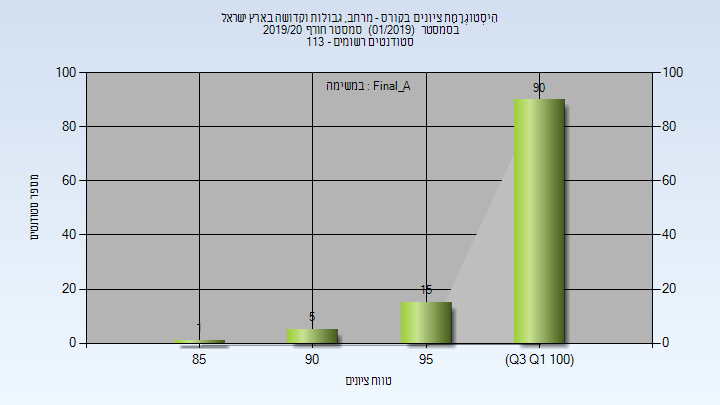 היסטוגרמת ציונים בקורס - מרחב, גבולות וקדושה בארץ ישראל
בסמסטר (01/2019) סמסטר חורף 2019/20
סטודנטים רשומים - 113
במשימה : Final_A
100 100
80 80
60 60
40 40
20 20
0 0
מספר סטודנטים
1 5 15 90
85 90 95 (Q3 Q1 100)
טווח ציונים